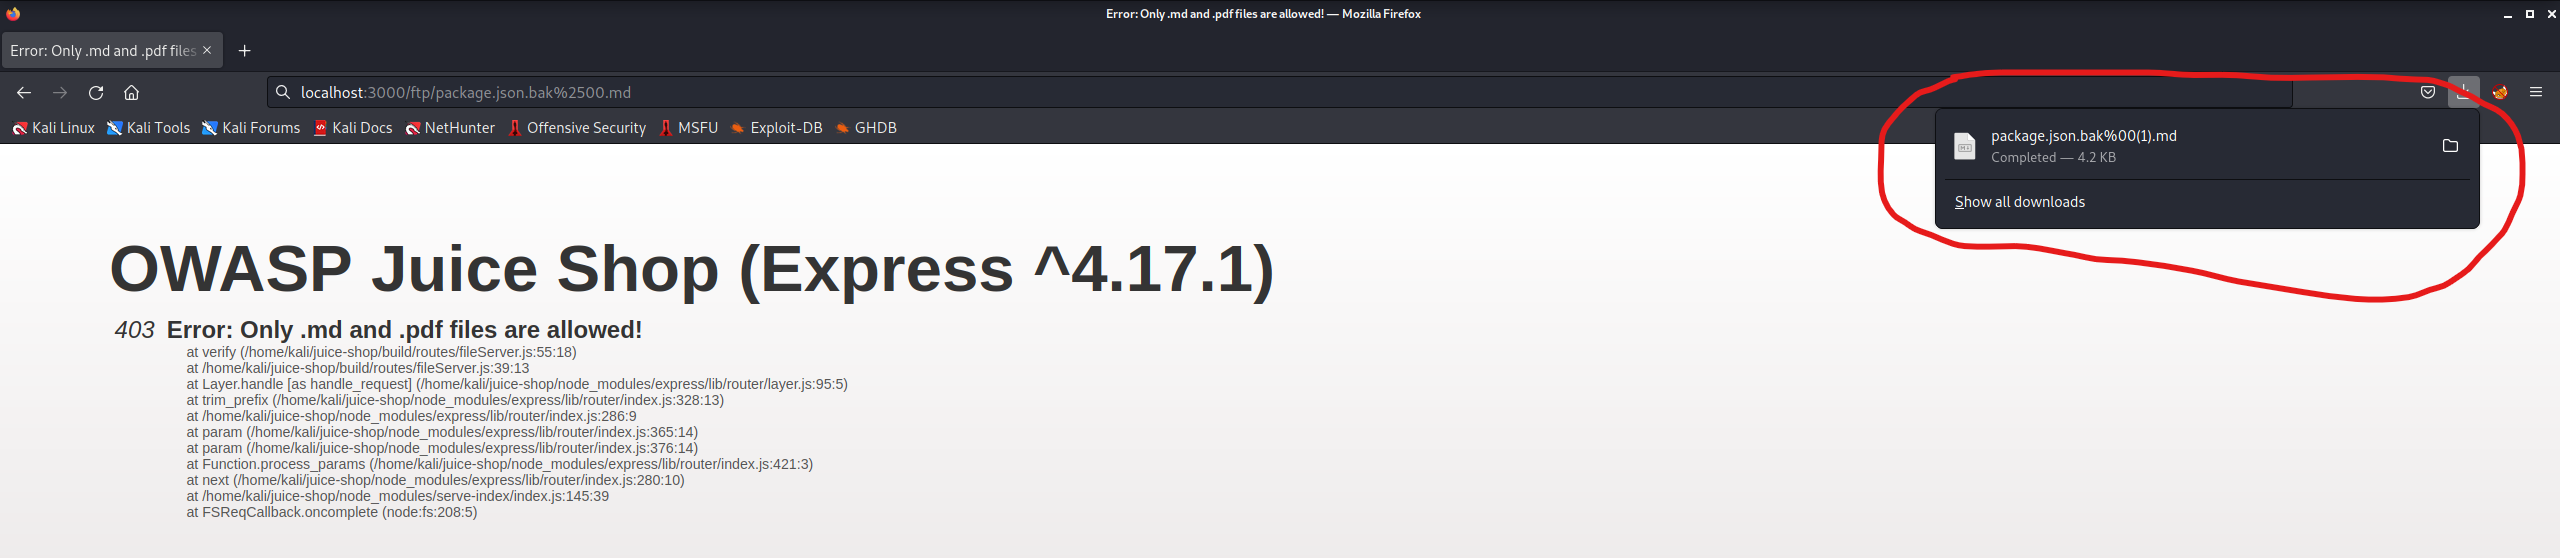 Error: Only .md and .pdf files are allowed! — Mozilla Firefox
Error: Only .md and .pdf files
localhost:3000/ftp/package.json.bak%2500.md
Kali Linux Kali Tools Kali Forums Kali Docs NetHunter Offensive Security MSFU Exploit-DB GHDB
package.json.bak%00(1).md
Completed — 4.2 KB
Show all downloads
OWASP Juice Shop (Express ^4.17.1)
403 Error: Only .md and .pdf files are allowed!
at verify (/home/kali/juice-shop/build/routes/fileServer.js:55:18)
at /home/kali/juice-shop/build/routes/fileServer.js:39:13
at Layer.handle [as handle_request] (/home/kali/juice-shop/node_modules/express/lib/router/layer.js:95:5)
at trim_prefix (/home/kali/juice-shop/node_modules/express/lib/router/index.js:328:13)
at /home/kali/juice-shop/node_modules/express/lib/router/index.js:286:9
at param (/home/kali/juice-shop/node_modules/express/lib/router/index.js:365:14)
at param (/home/kali/juice-shop/node_modules/express/lib/router/index.js:376:14)
at Function.process_params (/home/kali/juice-shop/node_modules/express/lib/router/index.js:421:3)
at next (/home/kali/juice-shop/node_modules/express/lib/router/index.js:280:10)
at /home/kali/juice-shop/node_modules/serve-index/index.js:145:39
at FSReqCallback.oncomplete (node:fs:208:5)